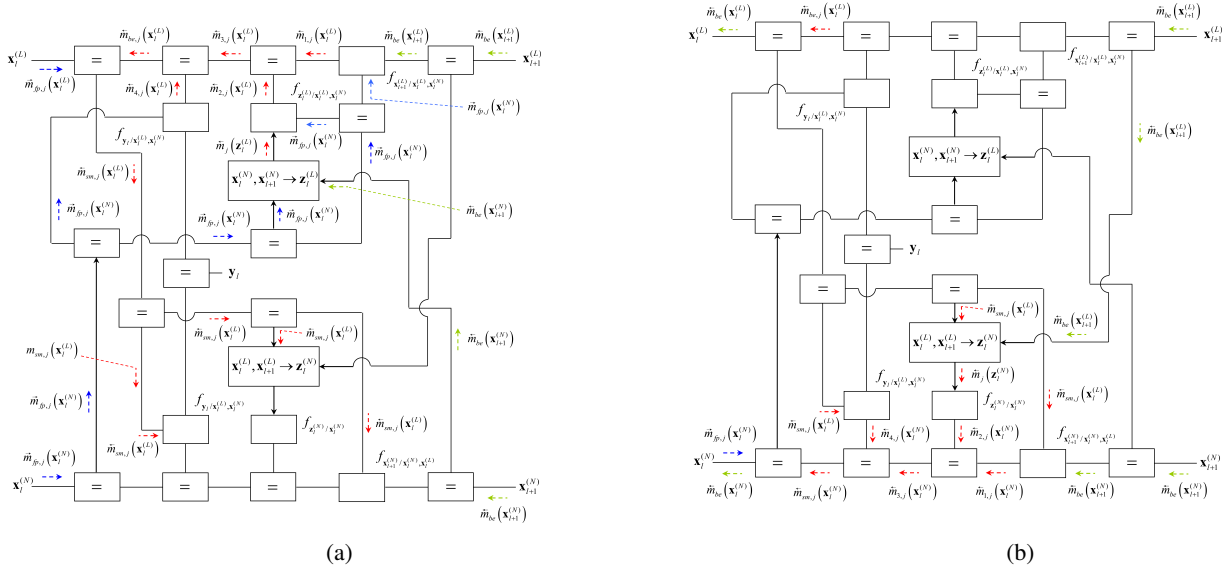 m⃖_{be,j}(x_l^{(L)}) m⃖_{3,j}(x_l^{(L)}) m⃖_{1,j}(x_l^{(L)}) m⃖_{be}(x_{l+1}^{(L)}) m⃖_{be}(x_{l+1}^{(L)})
x_l^{(L)} = = = = x_{l+1}^{(L)}
m⃗_{fp,j}(x_l^{(L)}) m⃖_{4,j}(x_l^{(L)}) m⃖_{2,j}(x_l^{(L)}) f_{z_l^{(L)}/x_l^{(L)},x_l^{(N)}} f_{x_{l+1}^{(L)}/x_l^{(L)},x_l^{(N)}}
m⃗_{fp,j}(x_l^{(N)})
=
f_{y_l/x_l^{(L)},x_l^{(N)}} m⃖_j(z_l^{(L)}) m⃗_{fp,j}(x_l^{(N)}) m⃗_{fp,j}(x_l^{(N)})
m⃖_{sm,j}(x_l^{(L)}) x_l^{(N)}, x_{l+1}^{(N)} → z_l^{(L)}
m⃗_{fp,j}(x_l^{(N)}) m⃗_{fp,j}(x_l^{(N)}) m⃗_{fp,j}(x_l^{(N)}) m⃖_{be}(x_{l+1}^{(N)})
= =
= y_l
= =
m⃖_{sm,j}(x_l^{(L)}) m⃖_{sm,j}(x_l^{(L)}) m⃖_{be}(x_{l+1}^{(N)})
m_{sm,j}(x_l^{(L)}) x_l^{(L)}, x_{l+1}^{(L)} → z_l^{(N)}
m⃗_{fp,j}(x_l^{(N)}) f_{y_l/x_l^{(L)},x_l^{(N)}} f_{z_l^{(N)}/x_l^{(N)}} m⃖_{sm,j}(x_l^{(L)})
m⃗_{fp,j}(x_l^{(N)}) m⃖_{sm,j}(x_l^{(L)}) f_{x_{l+1}^{(N)}/x_l^{(N)},x_l^{(L)}}
x_l^{(N)} = = = = x_{l+1}^{(N)}
m⃖_{be}(x_{l+1}^{(N)})
(a)
m⃖_{be}(x_l^{(L)}) m⃖_{be,j}(x_l^{(L)}) m⃖_{be}(x_{l+1}^{(L)})
x_l^{(L)} = = = = x_{l+1}^{(L)}
f_{z_l^{(L)}/x_l^{(L)},x_l^{(N)}} f_{x_{l+1}^{(L)}/x_l^{(L)},x_l^{(N)}}
=
f_{y_l/x_l^{(L)},x_l^{(N)}} m⃖_{be}(x_{l+1}^{(L)})
x_l^{(N)}, x_{l+1}^{(N)} → z_l^{(L)}
= =
= y_l
= =
m⃖_{sm,j}(x_l^{(L)}) m⃖_{be}(x_{l+1}^{(L)})
x_l^{(L)}, x_{l+1}^{(L)} → z_l^{(N)}
f_{y_l/x_l^{(L)},x_l^{(N)}} m⃖_j(z_l^{(N)})
f_{z_l^{(N)}/x_l^{(N)}} m⃖_{sm,j}(x_l^{(L)})
m⃗_{fp,j}(x_l^{(N)}) m⃖_{sm,j}(x_l^{(L)}) m⃖_{4,j}(x_l^{(N)}) m⃖_{2,j}(x_l^{(N)}) f_{x_{l+1}^{(N)}/x_l^{(N)},x_l^{(L)}}
x_l^{(N)} = = = = x_{l+1}^{(N)}
m⃖_{be}(x_l^{(N)}) m⃖_{sm,j}(x_l^{(N)}) m⃖_{3,j}(x_l^{(N)}) m⃖_{1,j}(x_l^{(N)}) m⃖_{be}(x_{l+1}^{(N)}) m⃖_{be}(x_{l+1}^{(N)})
(b)